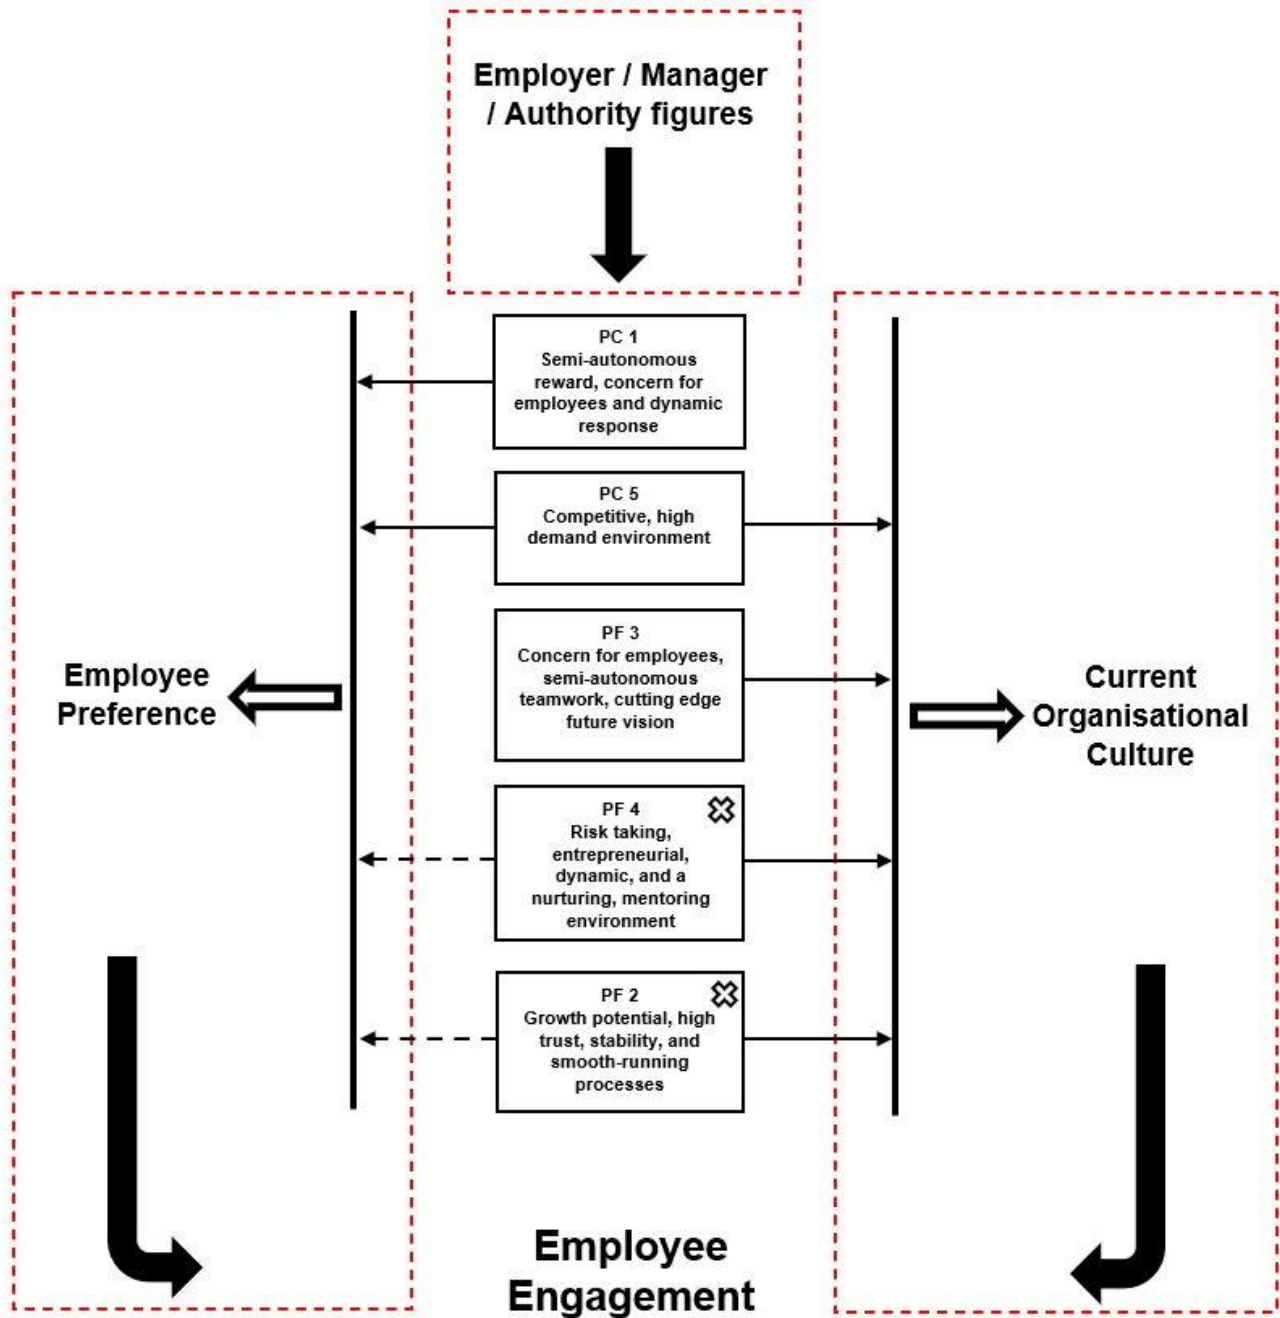 Employer / Manager
/ Authority figures
PC 1
Semi-autonomous
reward, concern for
employees and dynamic
response
PC 5
Competitive, high
demand environment
PF 3
Concern for employees,
semi-autonomous
teamwork, cutting edge
future vision
Employee
Preference
Current
Organisational
Culture
PF 4
Risk taking,
entrepreneurial,
dynamic, and a
nurturing, mentoring
environment
PF 2
Growth potential, high
trust, stability, and
smooth-running
processes
Employee
Engagement